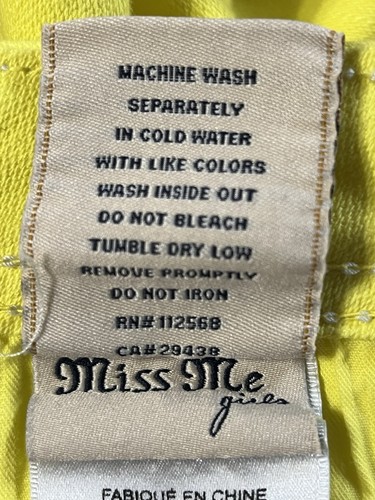 MACHINE WASH
SEPARATELY
IN COLD WATER
WITH LIKE COLORS
WASH INSIDE OUT
DO NOT BLEACH
TUMBLE DRY LOW
REMOVE PROMPTLY
DO NOT IRON
RN# 112568
CA# 29438
Miss Me
girls
FABIQUÉ EN CHINE